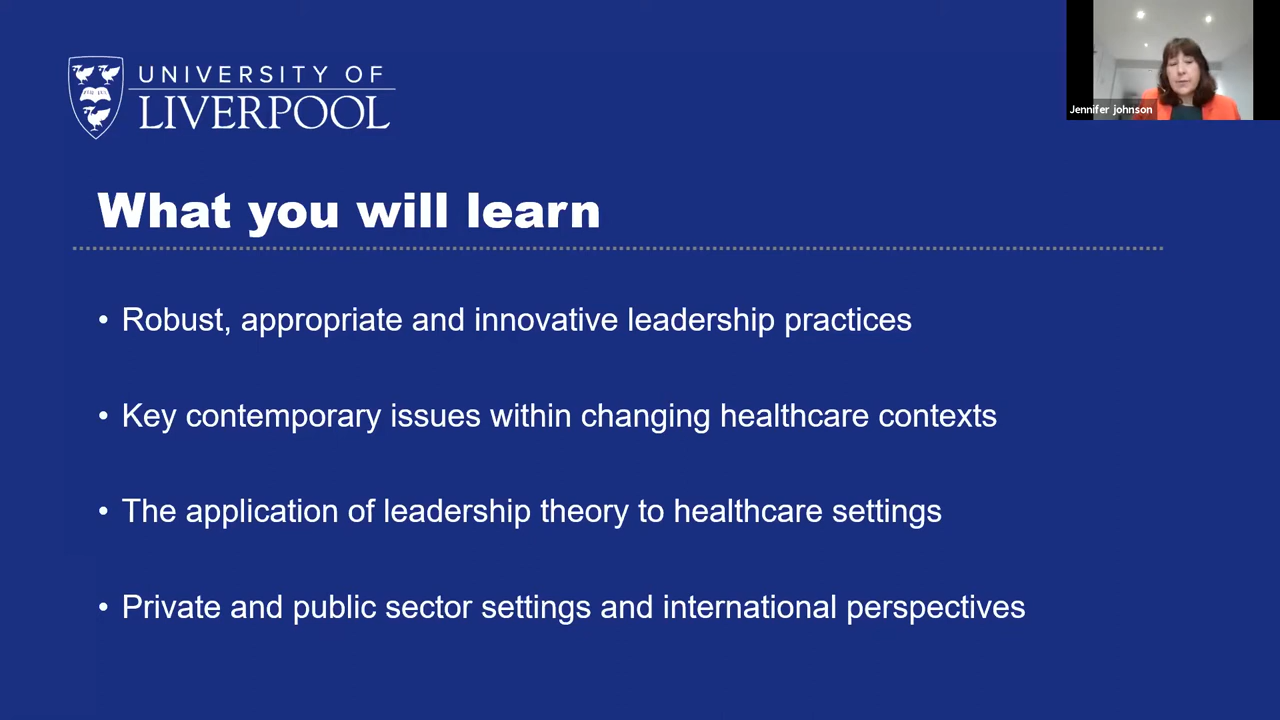 UNIVERSITY OF
LIVERPOOL
Jennifer johnson
What you will learn
• Robust, appropriate and innovative leadership practices
• Key contemporary issues within changing healthcare contexts
• The application of leadership theory to healthcare settings
• Private and public sector settings and international perspectives